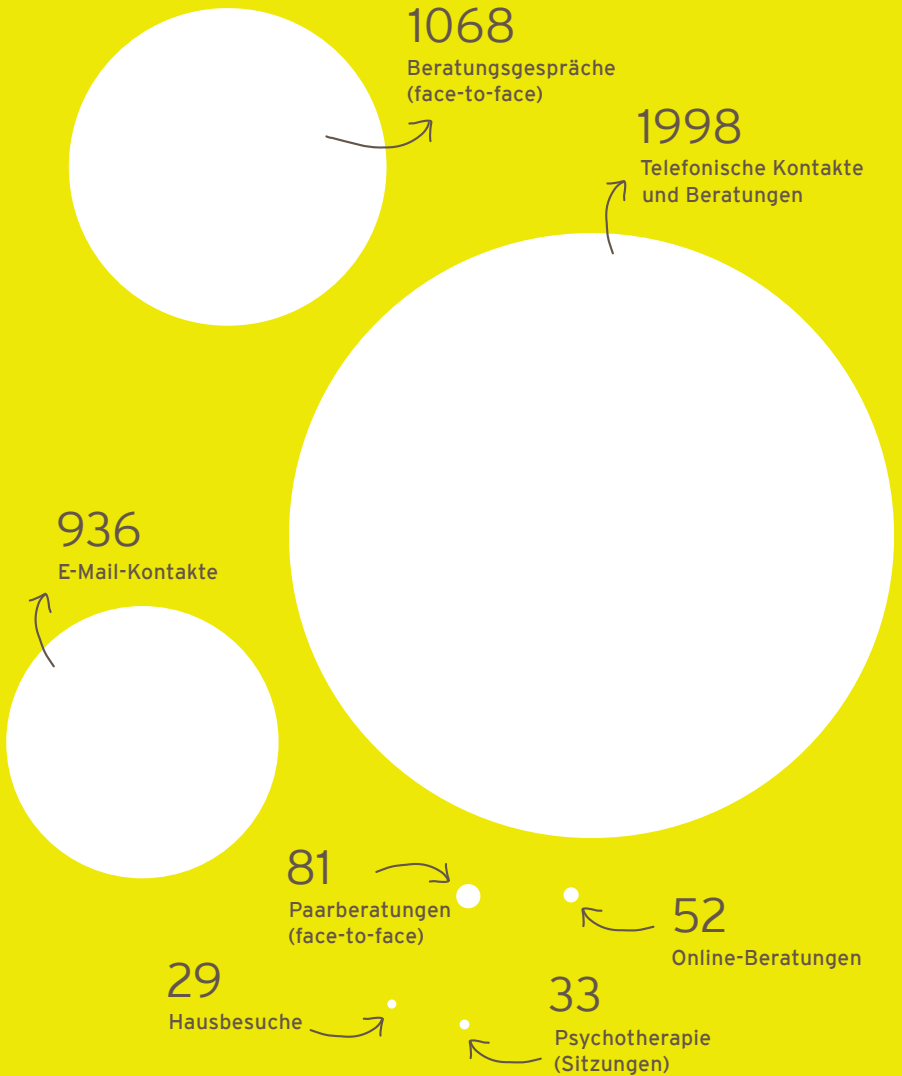 1068
Beratungsgespräche
(face-to-face)
1998
Telefonische Kontakte
und Beratungen
936
E-Mail-Kontakte
81
Paarberatungen
(face-to-face)
52
Online-Beratungen
29
Hausbesuche
33
Psychotherapie
(Sitzungen)